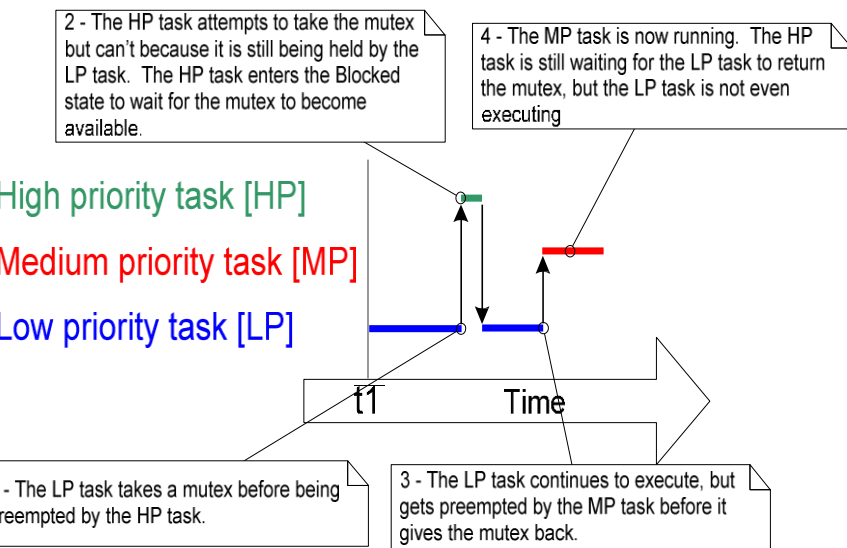 2 - The HP task attempts to take the mutex
but can't because it is still being held by the
LP task. The HP task enters the Blocked
state to wait for the mutex to become
available.
4 - The MP task is now running. The HP
task is still waiting for the LP task to return
the mutex, but the LP task is not even
executing
High priority task [HP]
Medium priority task [MP]
Low priority task [LP]
t1
Time
- The LP task takes a mutex before being
reempted by the HP task.
3 - The LP task continues to execute, but
gets preempted by the MP task before it
gives the mutex back.